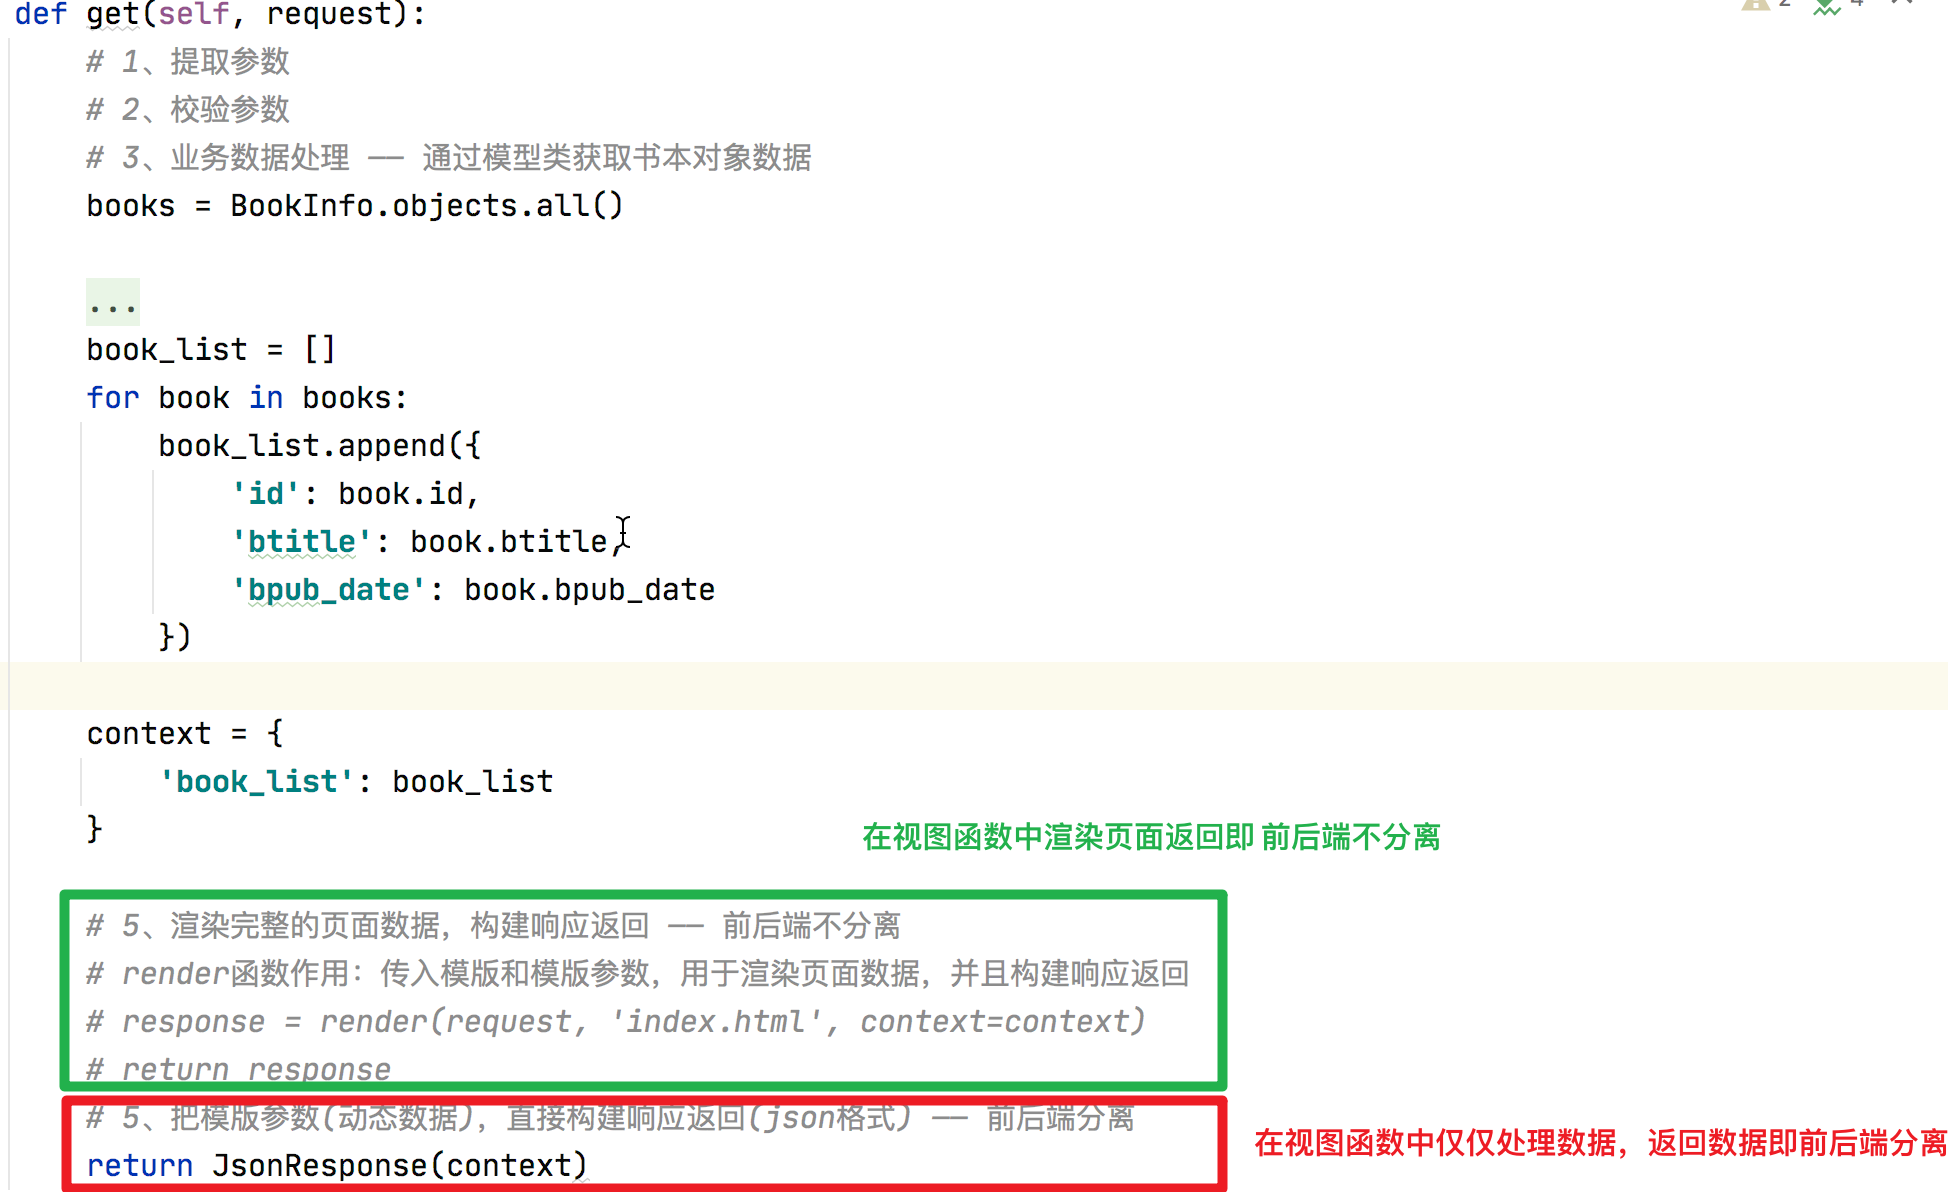 def get(self, request):
# 1、提取参数
# 2、校验参数
# 3、业务数据处理 —— 通过模型类获取书本对象数据
books = BookInfo.objects.all()
...
book_list = []
for book in books:
book_list.append({
'id': book.id,
'btitle': book.btitle,
'bpub_date': book.bpub_date
})
context = {
'book_list': book_list
}
在视图函数中渲染页面返回即 前后端不分离
# 5、渲染完整的页面数据，构建响应返回 —— 前后端不分离
# render函数作用：传入模版和模版参数，用于渲染页面数据，并且构建响应返回
# response = render(request, 'index.html', context=context)
# return response
# 5、把模版参数(动态数据)，直接构建响应返回(json格式) —— 前后端分离
return JsonResponse(context)
在视图函数中仅仅处理数据，返回数据即前后端分离